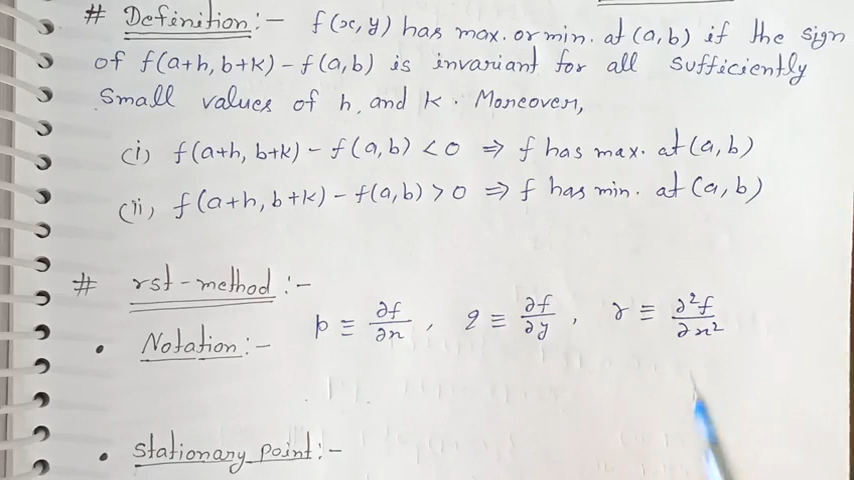 # Definition :- f(x, y) has max. or min. at (a, b) if the sign
of f(a+h, b+k) - f(a, b) is invariant for all sufficiently
small values of h and k. Moreover,
(i) f(a+h, b+k) - f(a, b) < 0 ⇒ f has max. at (a, b)
(ii) f(a+h, b+k) - f(a, b) > 0 ⇒ f has min. at (a, b)
# rst-method :-
• Notation :- p ≡ ∂f/∂x , q ≡ ∂f/∂y , r ≡ ∂²f/∂x²
• Stationary point :-